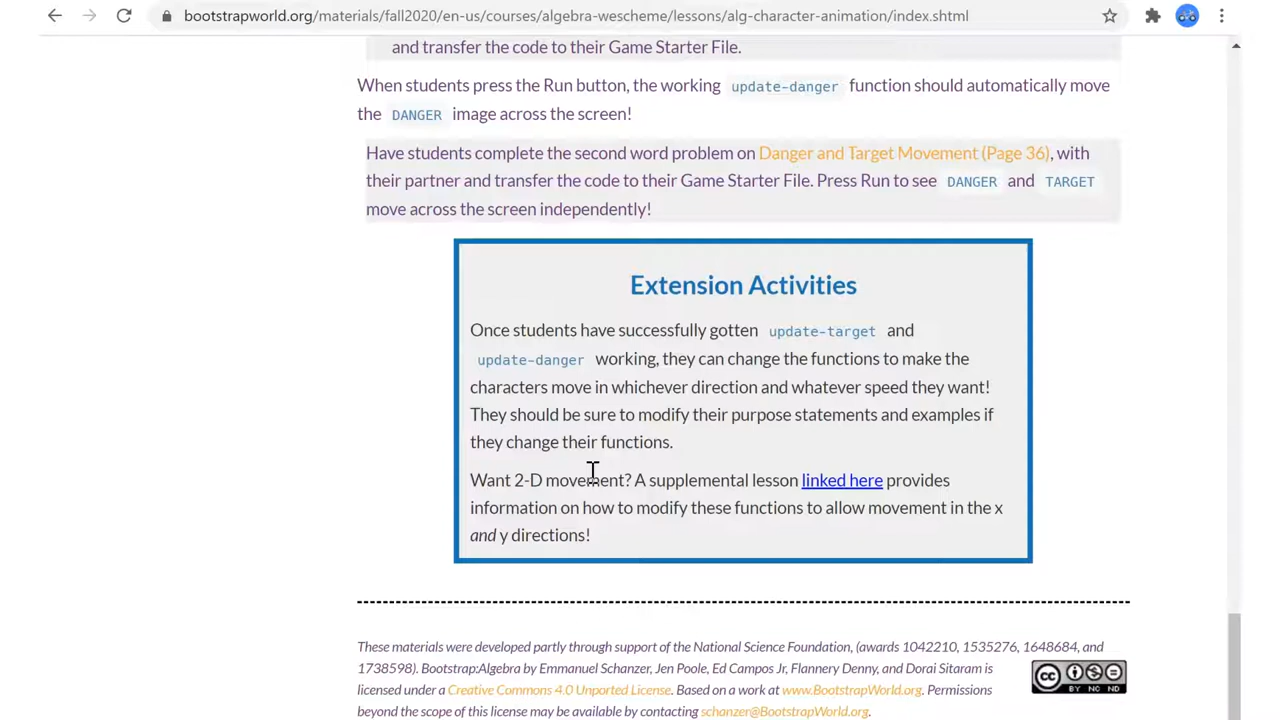 bootstrapworld.org/materials/fall2020/en-us/courses/algebra-wescheme/lessons/alg-character-animation/index.shtml
and transfer the code to their Game Starter File.
When students press the Run button, the working update-danger function should automatically move
the DANGER image across the screen!
Have students complete the second word problem on Danger and Target Movement (Page 36), with
their partner and transfer the code to their Game Starter File. Press Run to see DANGER and TARGET
move across the screen independently!
Extension Activities
Once students have successfully gotten update-target and
update-danger working, they can change the functions to make the
characters move in whichever direction and whatever speed they want!
They should be sure to modify their purpose statements and examples if
they change their functions.
Want 2-D movement? A supplemental lesson linked here provides
information on how to modify these functions to allow movement in the x
and y directions!
These materials were developed partly through support of the National Science Foundation, (awards 1042210, 1535276, 1648684, and
1738598). Bootstrap:Algebra by Emmanuel Schanzer, Jen Poole, Ed Campos Jr, Flannery Denny, and Dorai Sitaram is
licensed under a Creative Commons 4.0 Unported License. Based on a work at www.BootstrapWorld.org. Permissions
beyond the scope of this license may be available by contacting schanzer@BootstrapWorld.org.
cc
BY NC ND